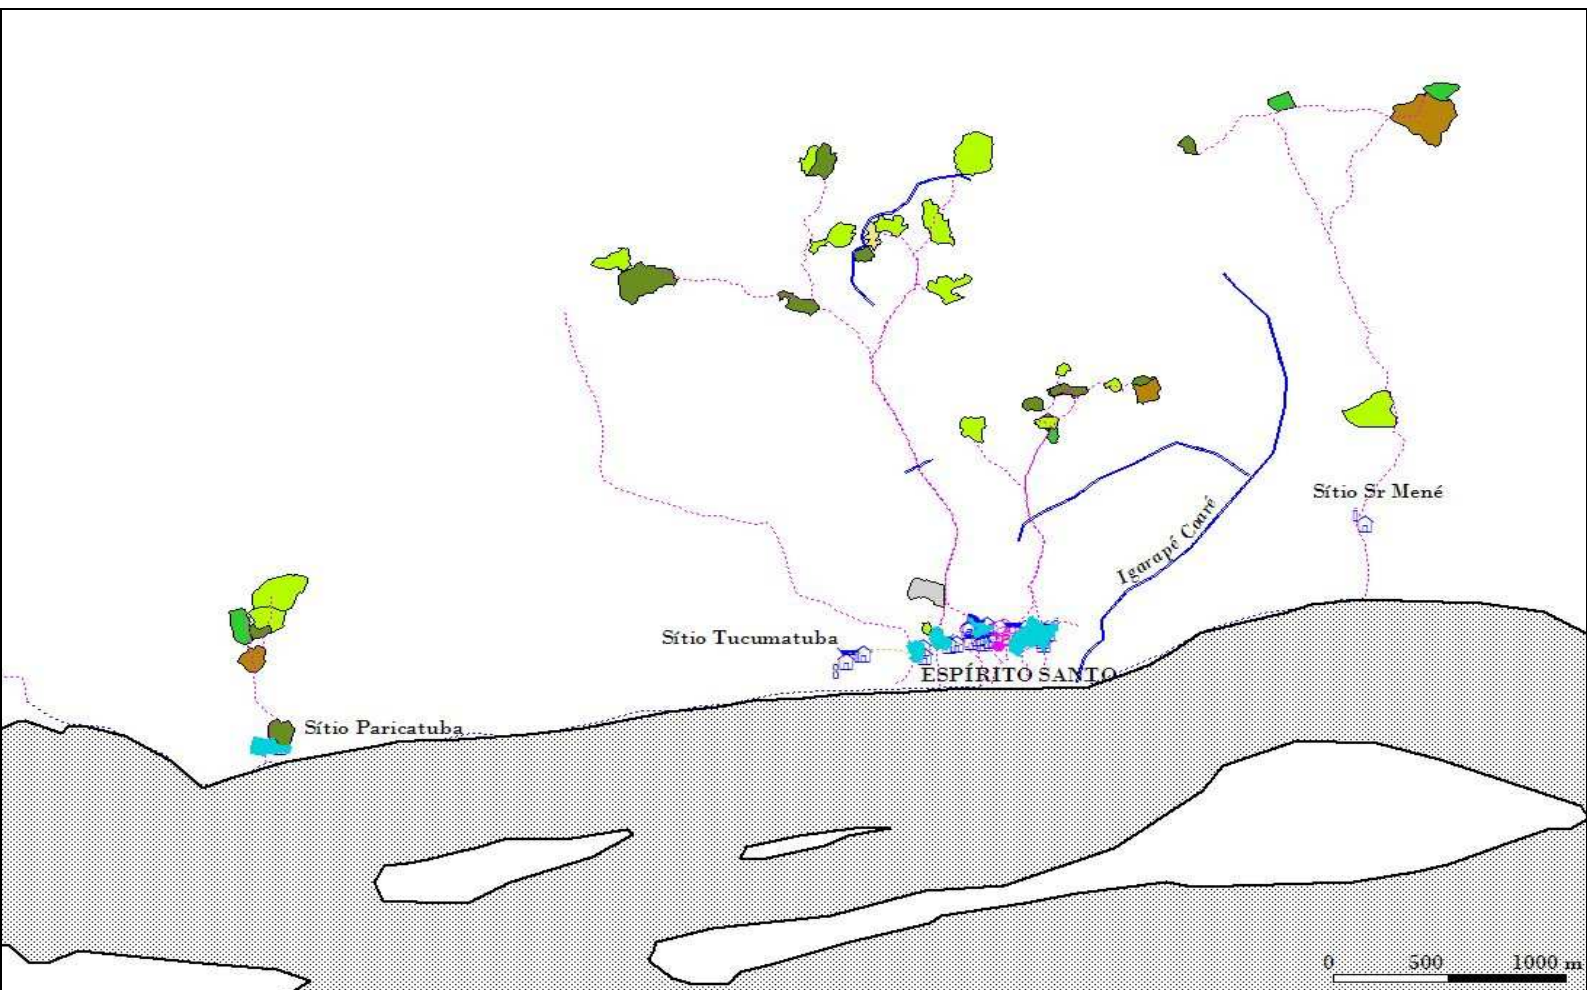 Sítio Sr Mené
Igarapé Coaré
Sítio Tucumatuba
ESPÍRITO SANTO
Sítio Paricatuba
0 500 1000 m